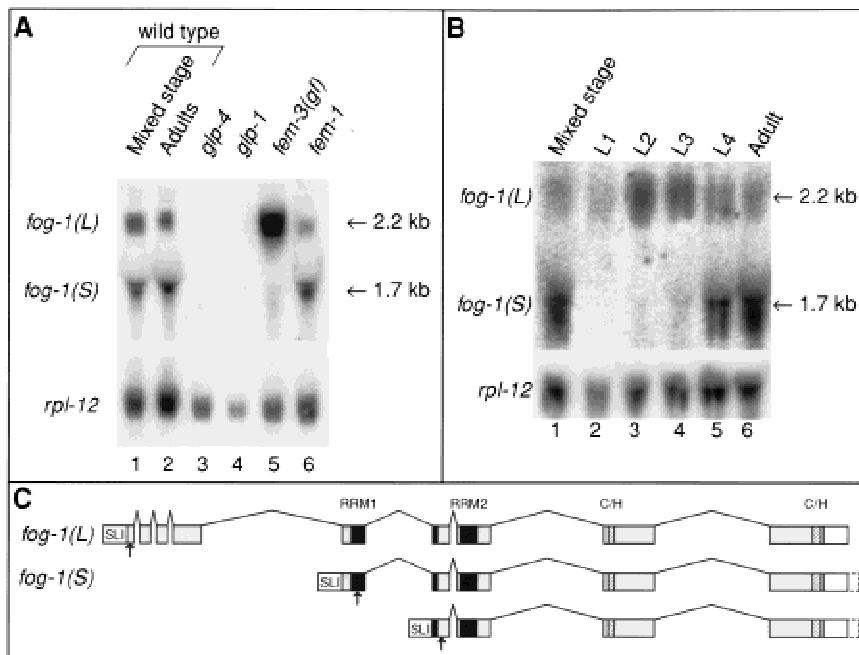 A
wild type
Mixed stage
Adults
glp-4
glp-1
fem-3(gf)
fem-1
fog-1(L)
← 2.2 kb
fog-1(S)
← 1.7 kb
rpl-12
1 2 3 4 5 6
B
Mixed stage
L1
L2
L3
L4
Adult
fog-1(L)
← 2.2 kb
fog-1(S)
← 1.7 kb
rpl-12
1 2 3 4 5 6
C
RRM1 RRM2 C/H C/H
fog-1(L)
SLI
fog-1(S)
SLI
SLI